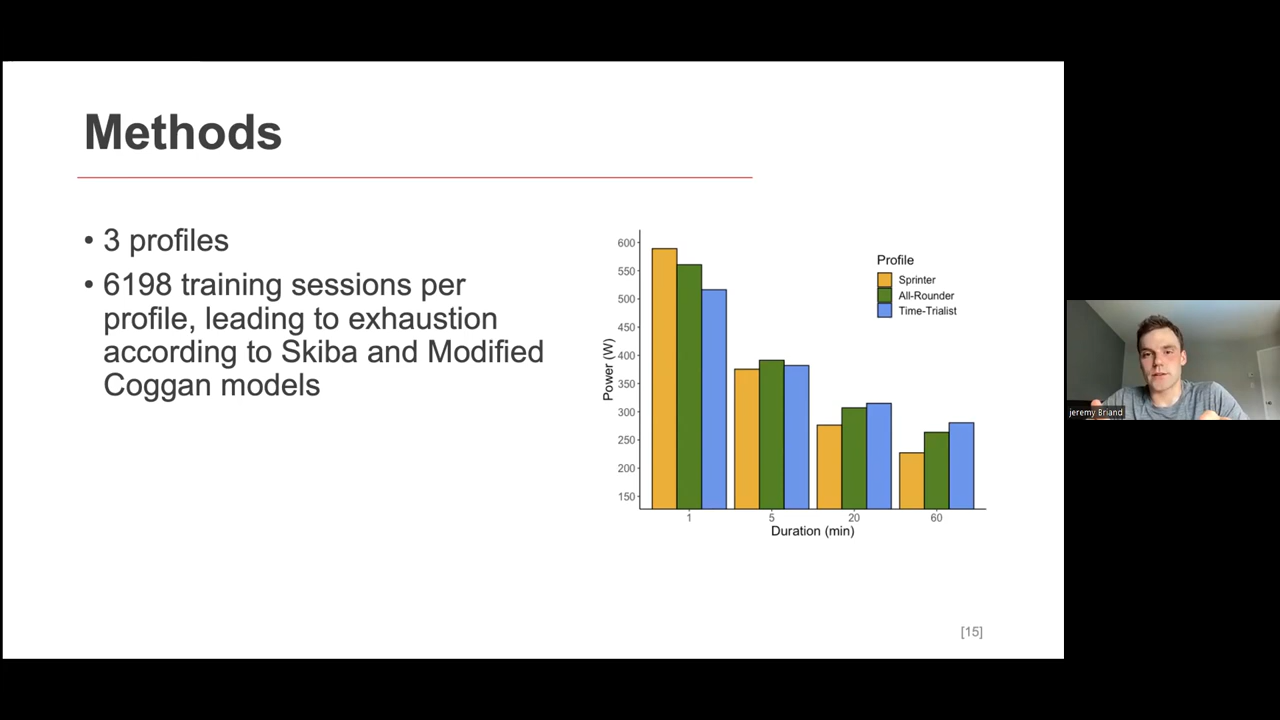 Methods
• 3 profiles
• 6198 training sessions per
profile, leading to exhaustion
according to Skiba and Modified
Coggan models
Power (W)
600
550
500
450
400
350
300
250
200
150
1
5
20
60
Duration (min)
Profile
Sprinter
All-Rounder
Time-Trialist
[15]
jeremy Briand